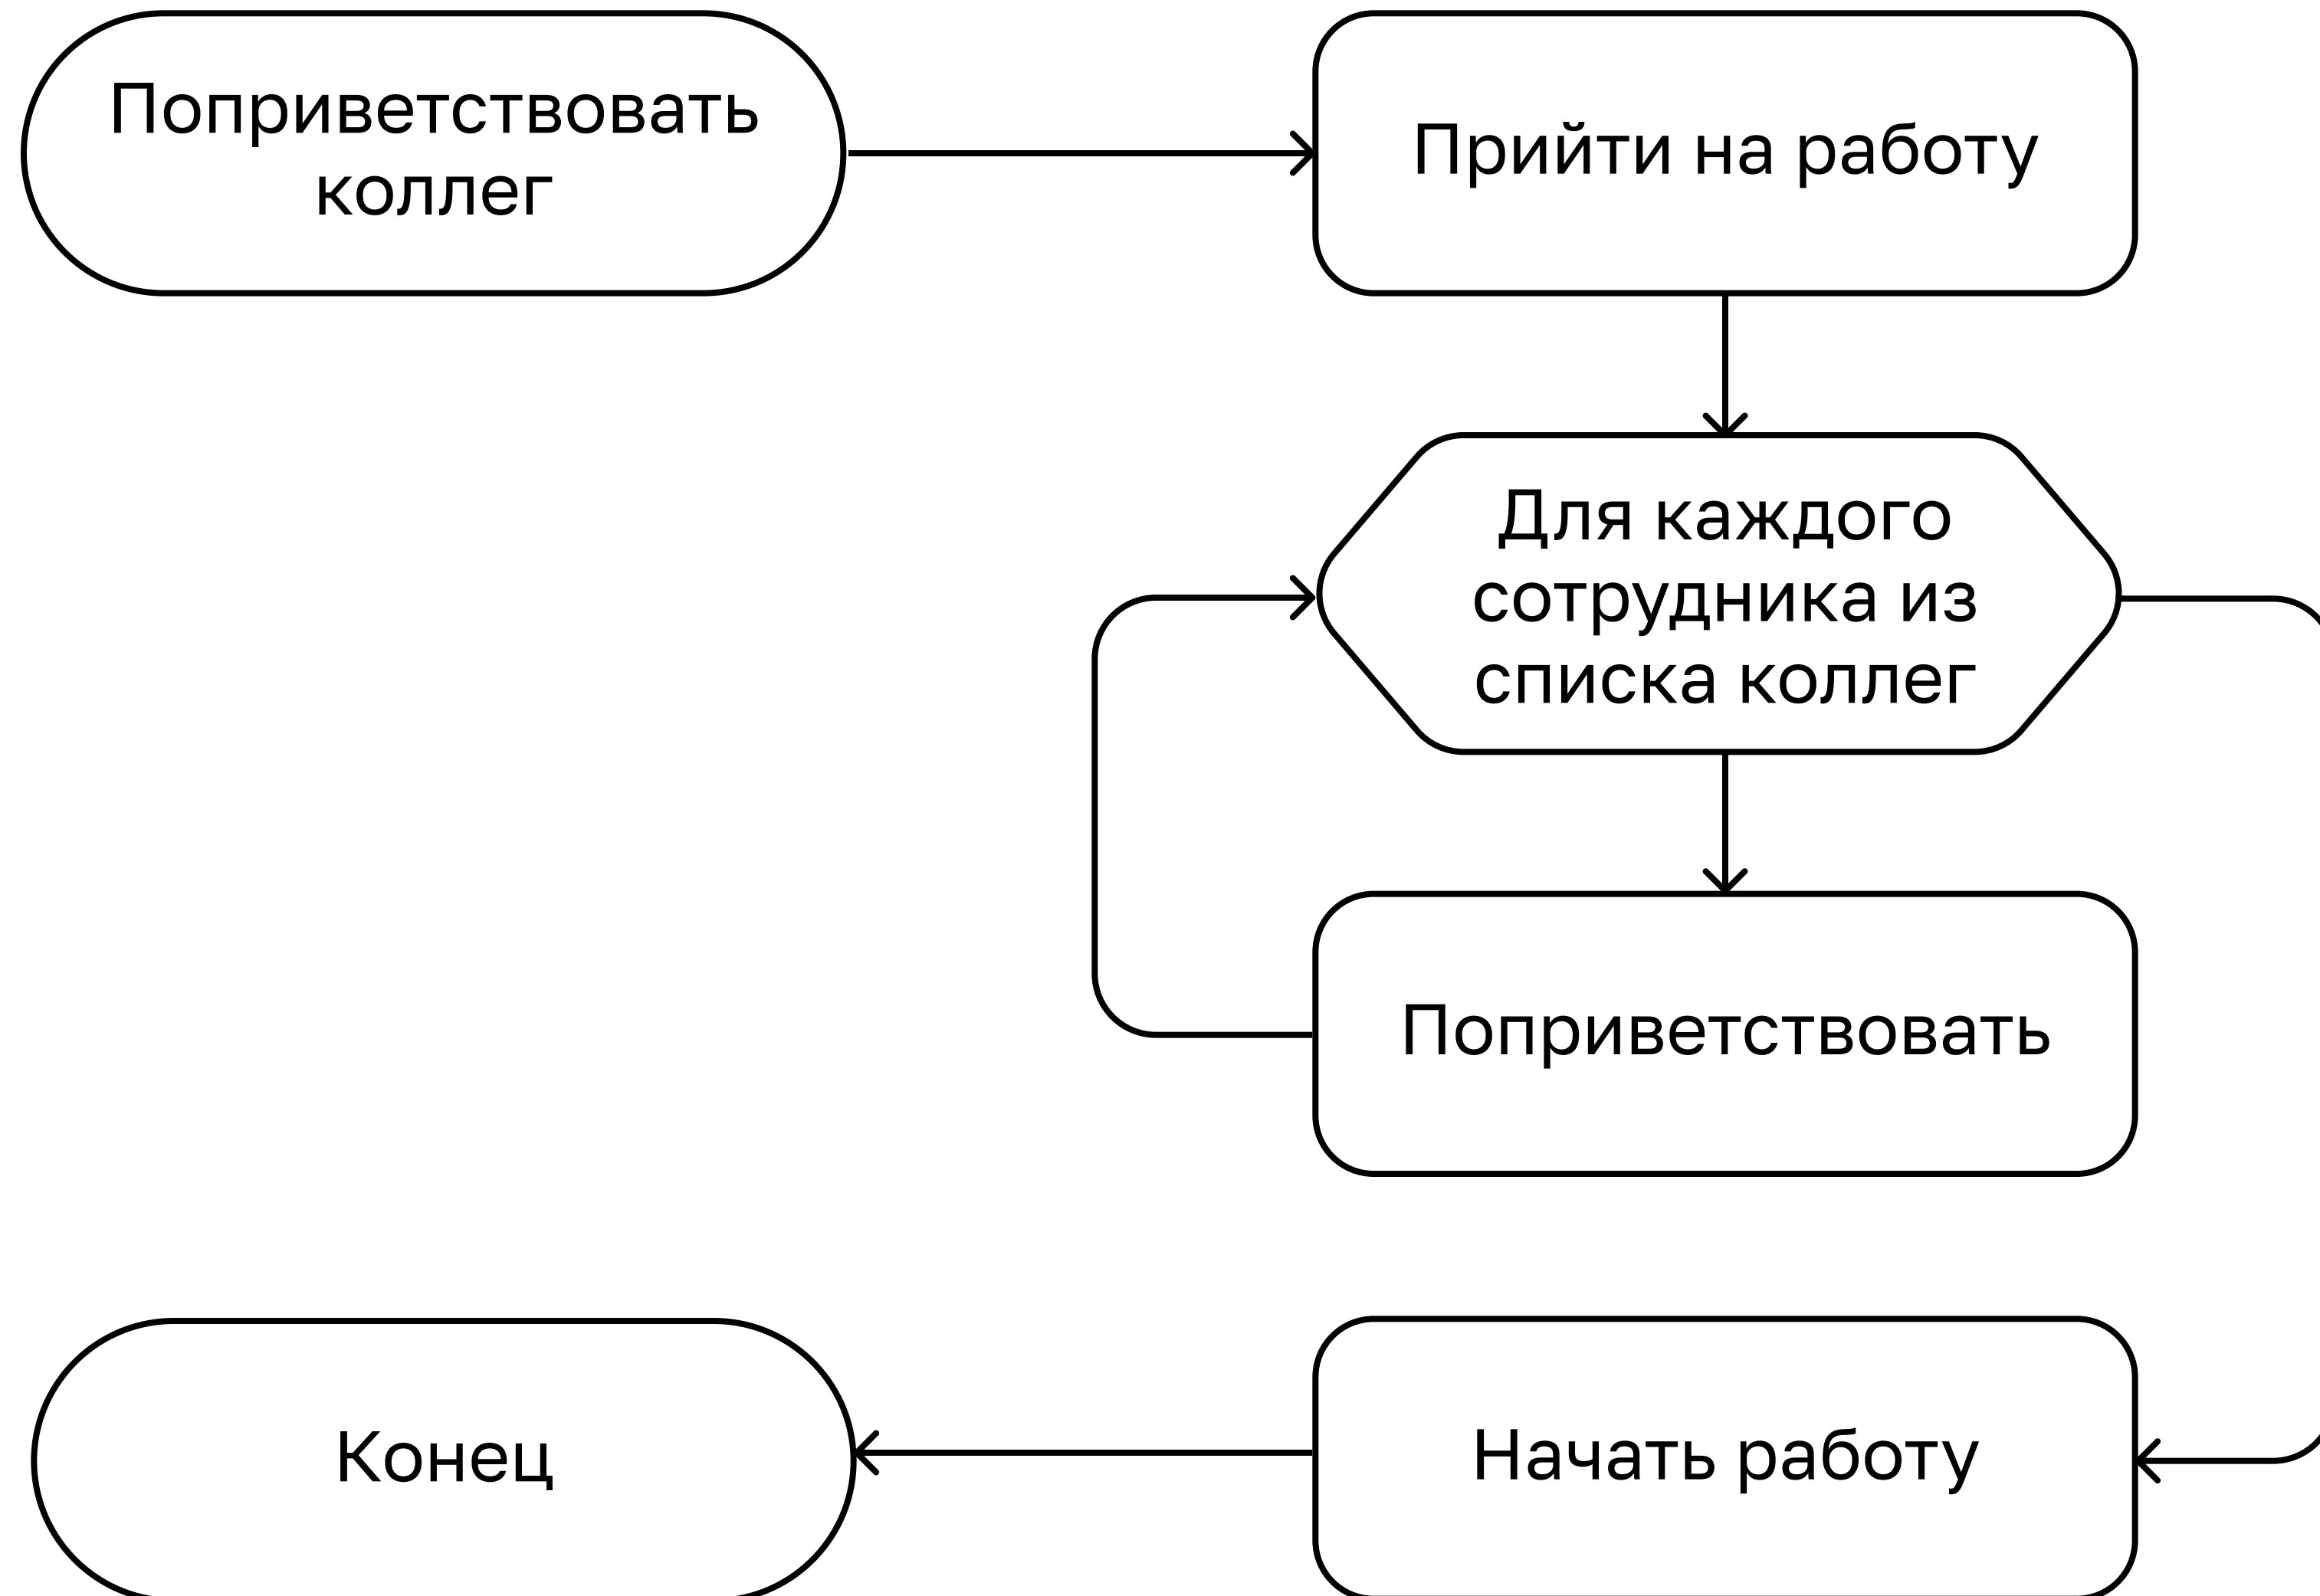 Поприветствовать
коллег
Прийти на работу
Для каждого
сотрудника из
списка коллег
Поприветствовать
Начать работу
Конец